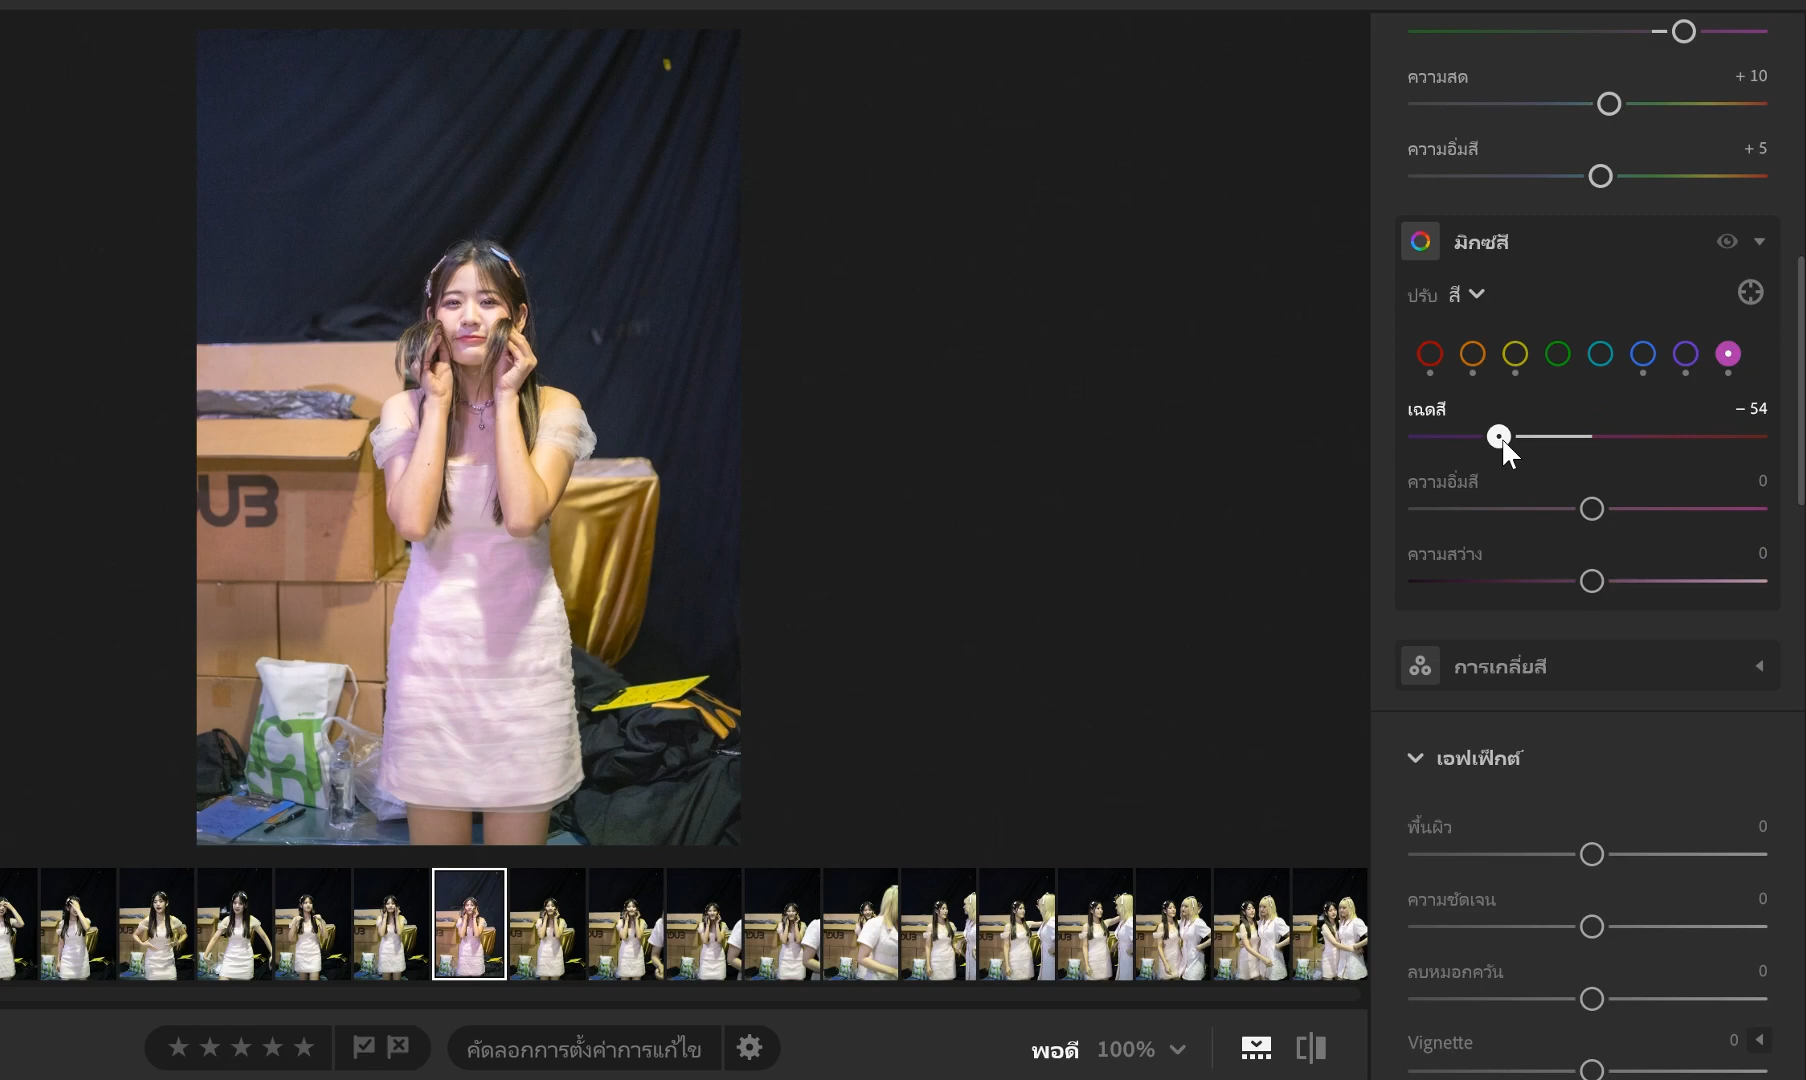 ความสด
+ 10
ความอิ่มสี
+ 5
มิกซ์สี
ปรับ สี
เฉดสี
– 54
ความอิ่มสี
0
ความสว่าง
0
การเกลี่ยสี
เอฟเฟ็กต์
พื้นผิว
0
ความชัดเจน
0
ลบหมอกควัน
0
Vignette
0
คัดลอกการตั้งค่าการแก้ไข
พอดี 100%